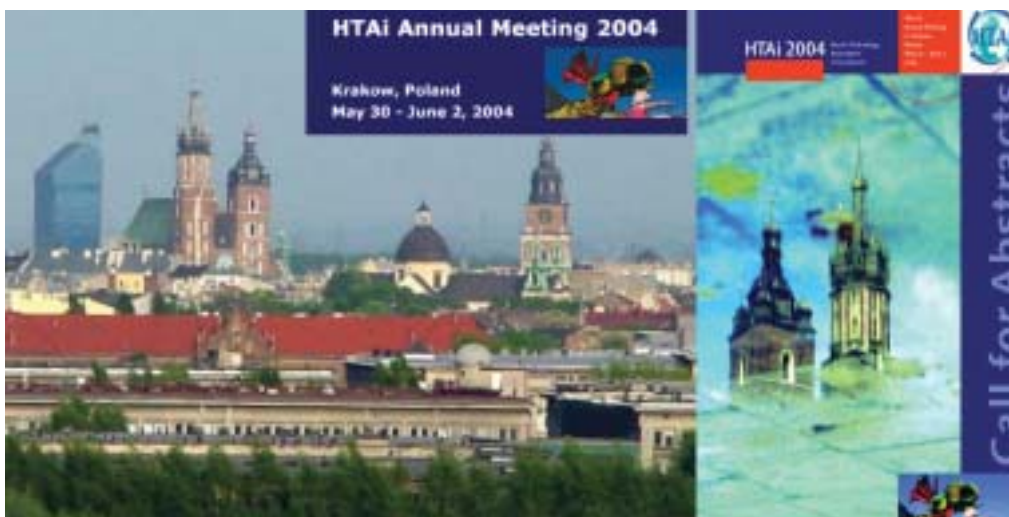 HTAi Annual Meeting 2004
Krakow, Poland
May 30 - June 2, 2004
HTAi 2004
Call for Abstracts